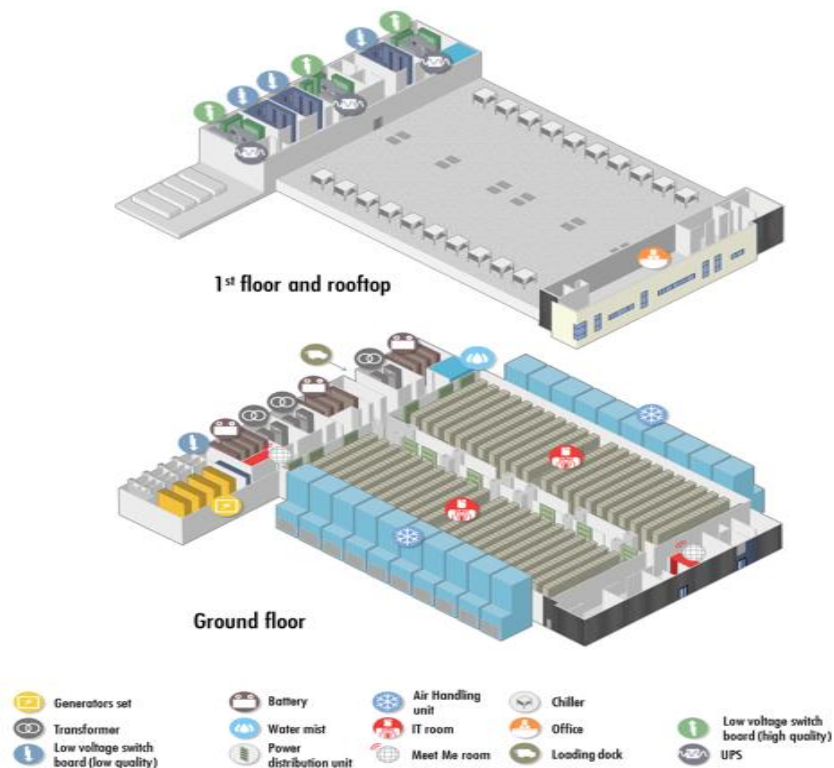 1st floor and rooftop
Ground floor
Generators set
Battery
Air Handling
unit
Chiller
Low voltage switch
board (high quality)
Transformer
Water mist
IT room
Office
Low voltage switch
board (low quality)
Power
distribution unit
Meet Me room
Loading dock
UPS